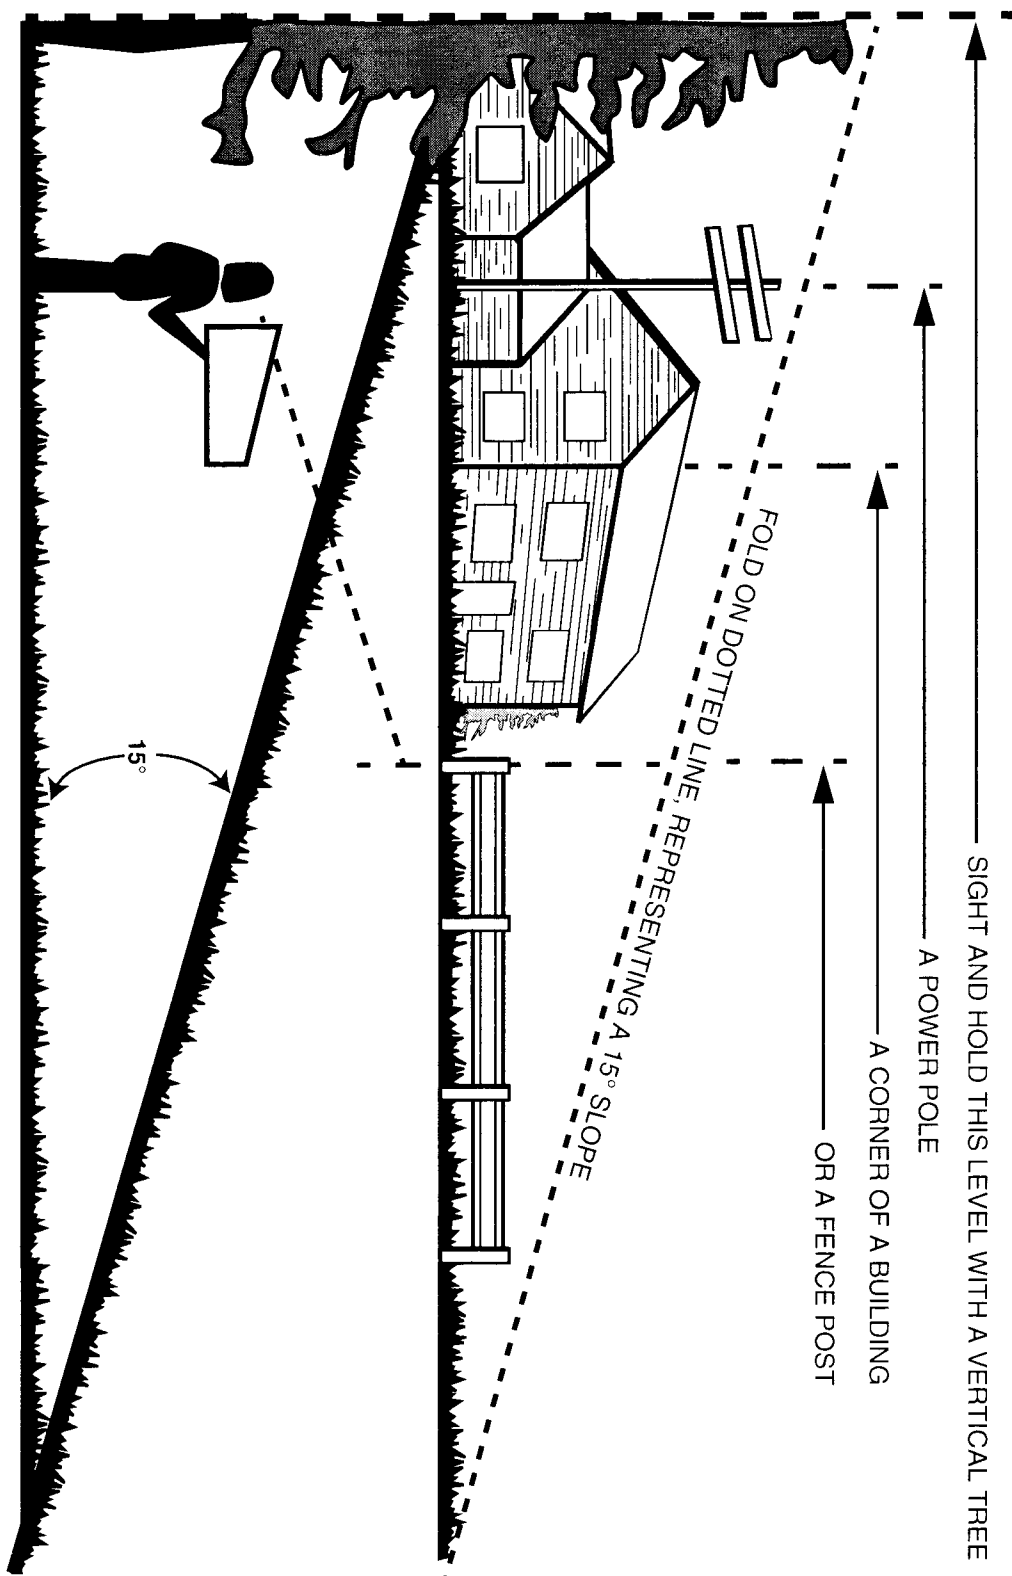 SIGHT AND HOLD THIS LEVEL WITH A VERTICAL TREE
A POWER POLE
A CORNER OF A BUILDING
OR A FENCE POST
FOLD ON DOTTED LINE, REPRESENTING A 15° SLOPE
15°